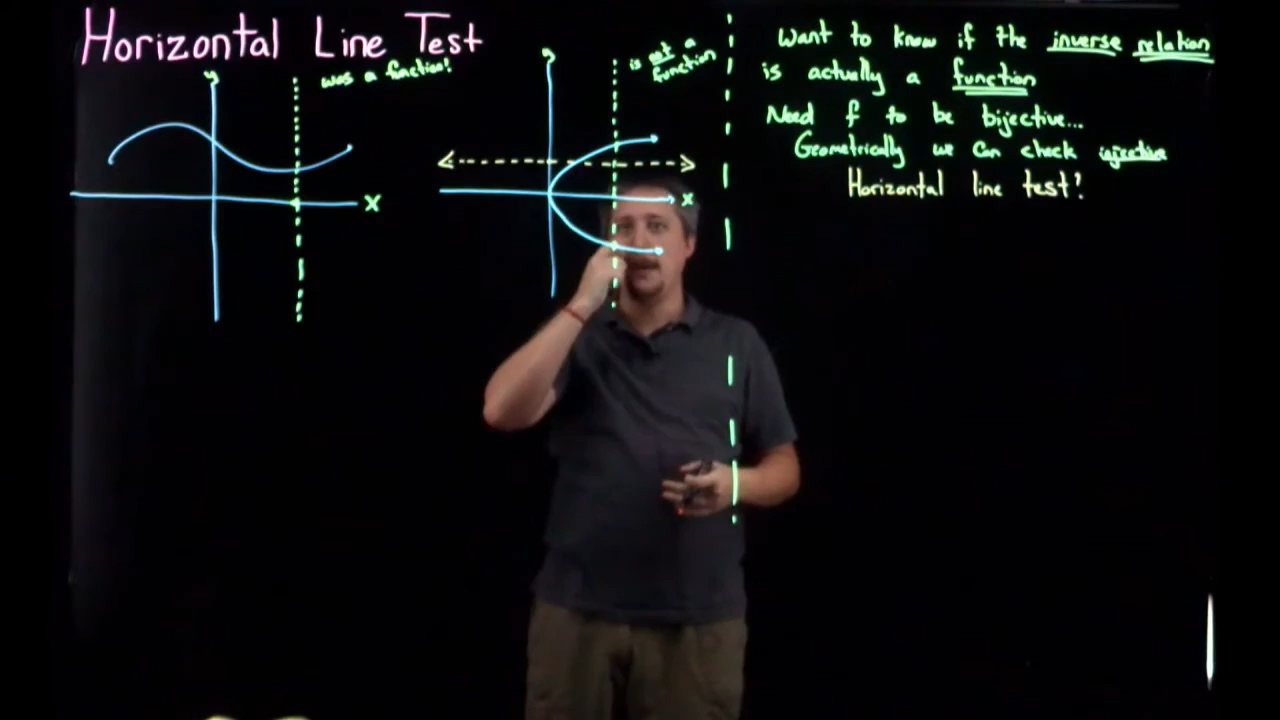 Horizontal Line Test
y
was a function!
x
y
is not a
function
x
Want to know if the inverse relation
is actually a function
Need f to be bijective...
Geometrically we can check injective
Horizontal line test!